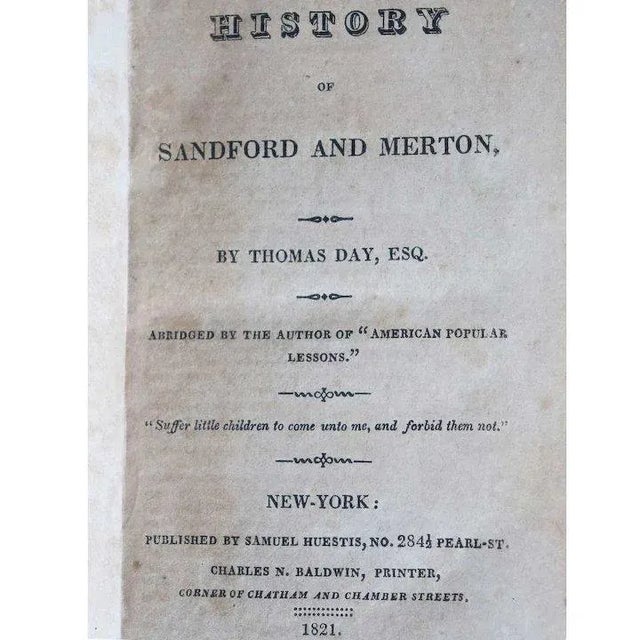 HISTORY
OF
SANDFORD AND MERTON,
BY THOMAS DAY, ESQ.
ABRIDGED BY THE AUTHOR OF “AMERICAN POPULAR
LESSONS.”
“Suffer little children to come unto me, and forbid them not.”
NEW-YORK:
PUBLISHED BY SAMUEL HUESTIS, NO. 284½ PEARL-ST.
CHARLES N. BALDWIN, PRINTER,
CORNER OF CHATHAM AND CHAMBER STREETS.
1821.